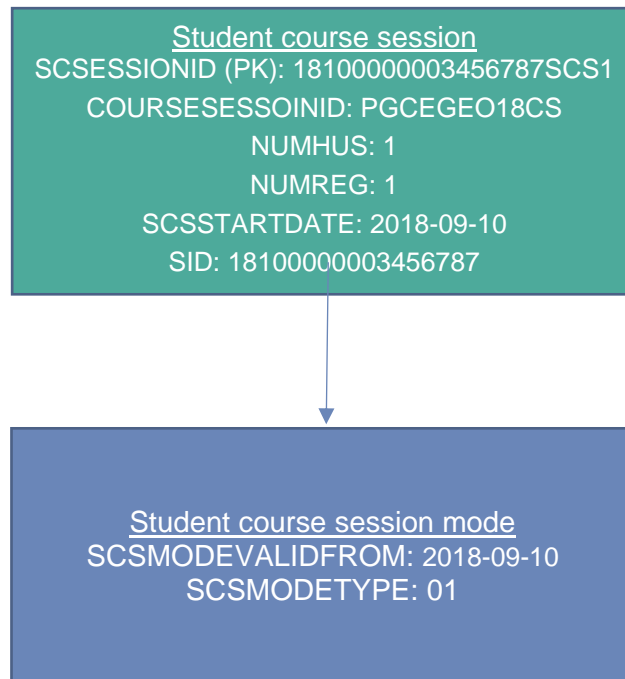 Student course session
SCSESSIONID (PK): 18100000003456787SCS1
COURSESESSOINID: PGCEGEO18CS
NUMHUS: 1
NUMREG: 1
SCSSTARTDATE: 2018-09-10
SID: 18100000003456787
Student course session mode
SCSMODEVALIDFROM: 2018-09-10
SCSMODETYPE: 01